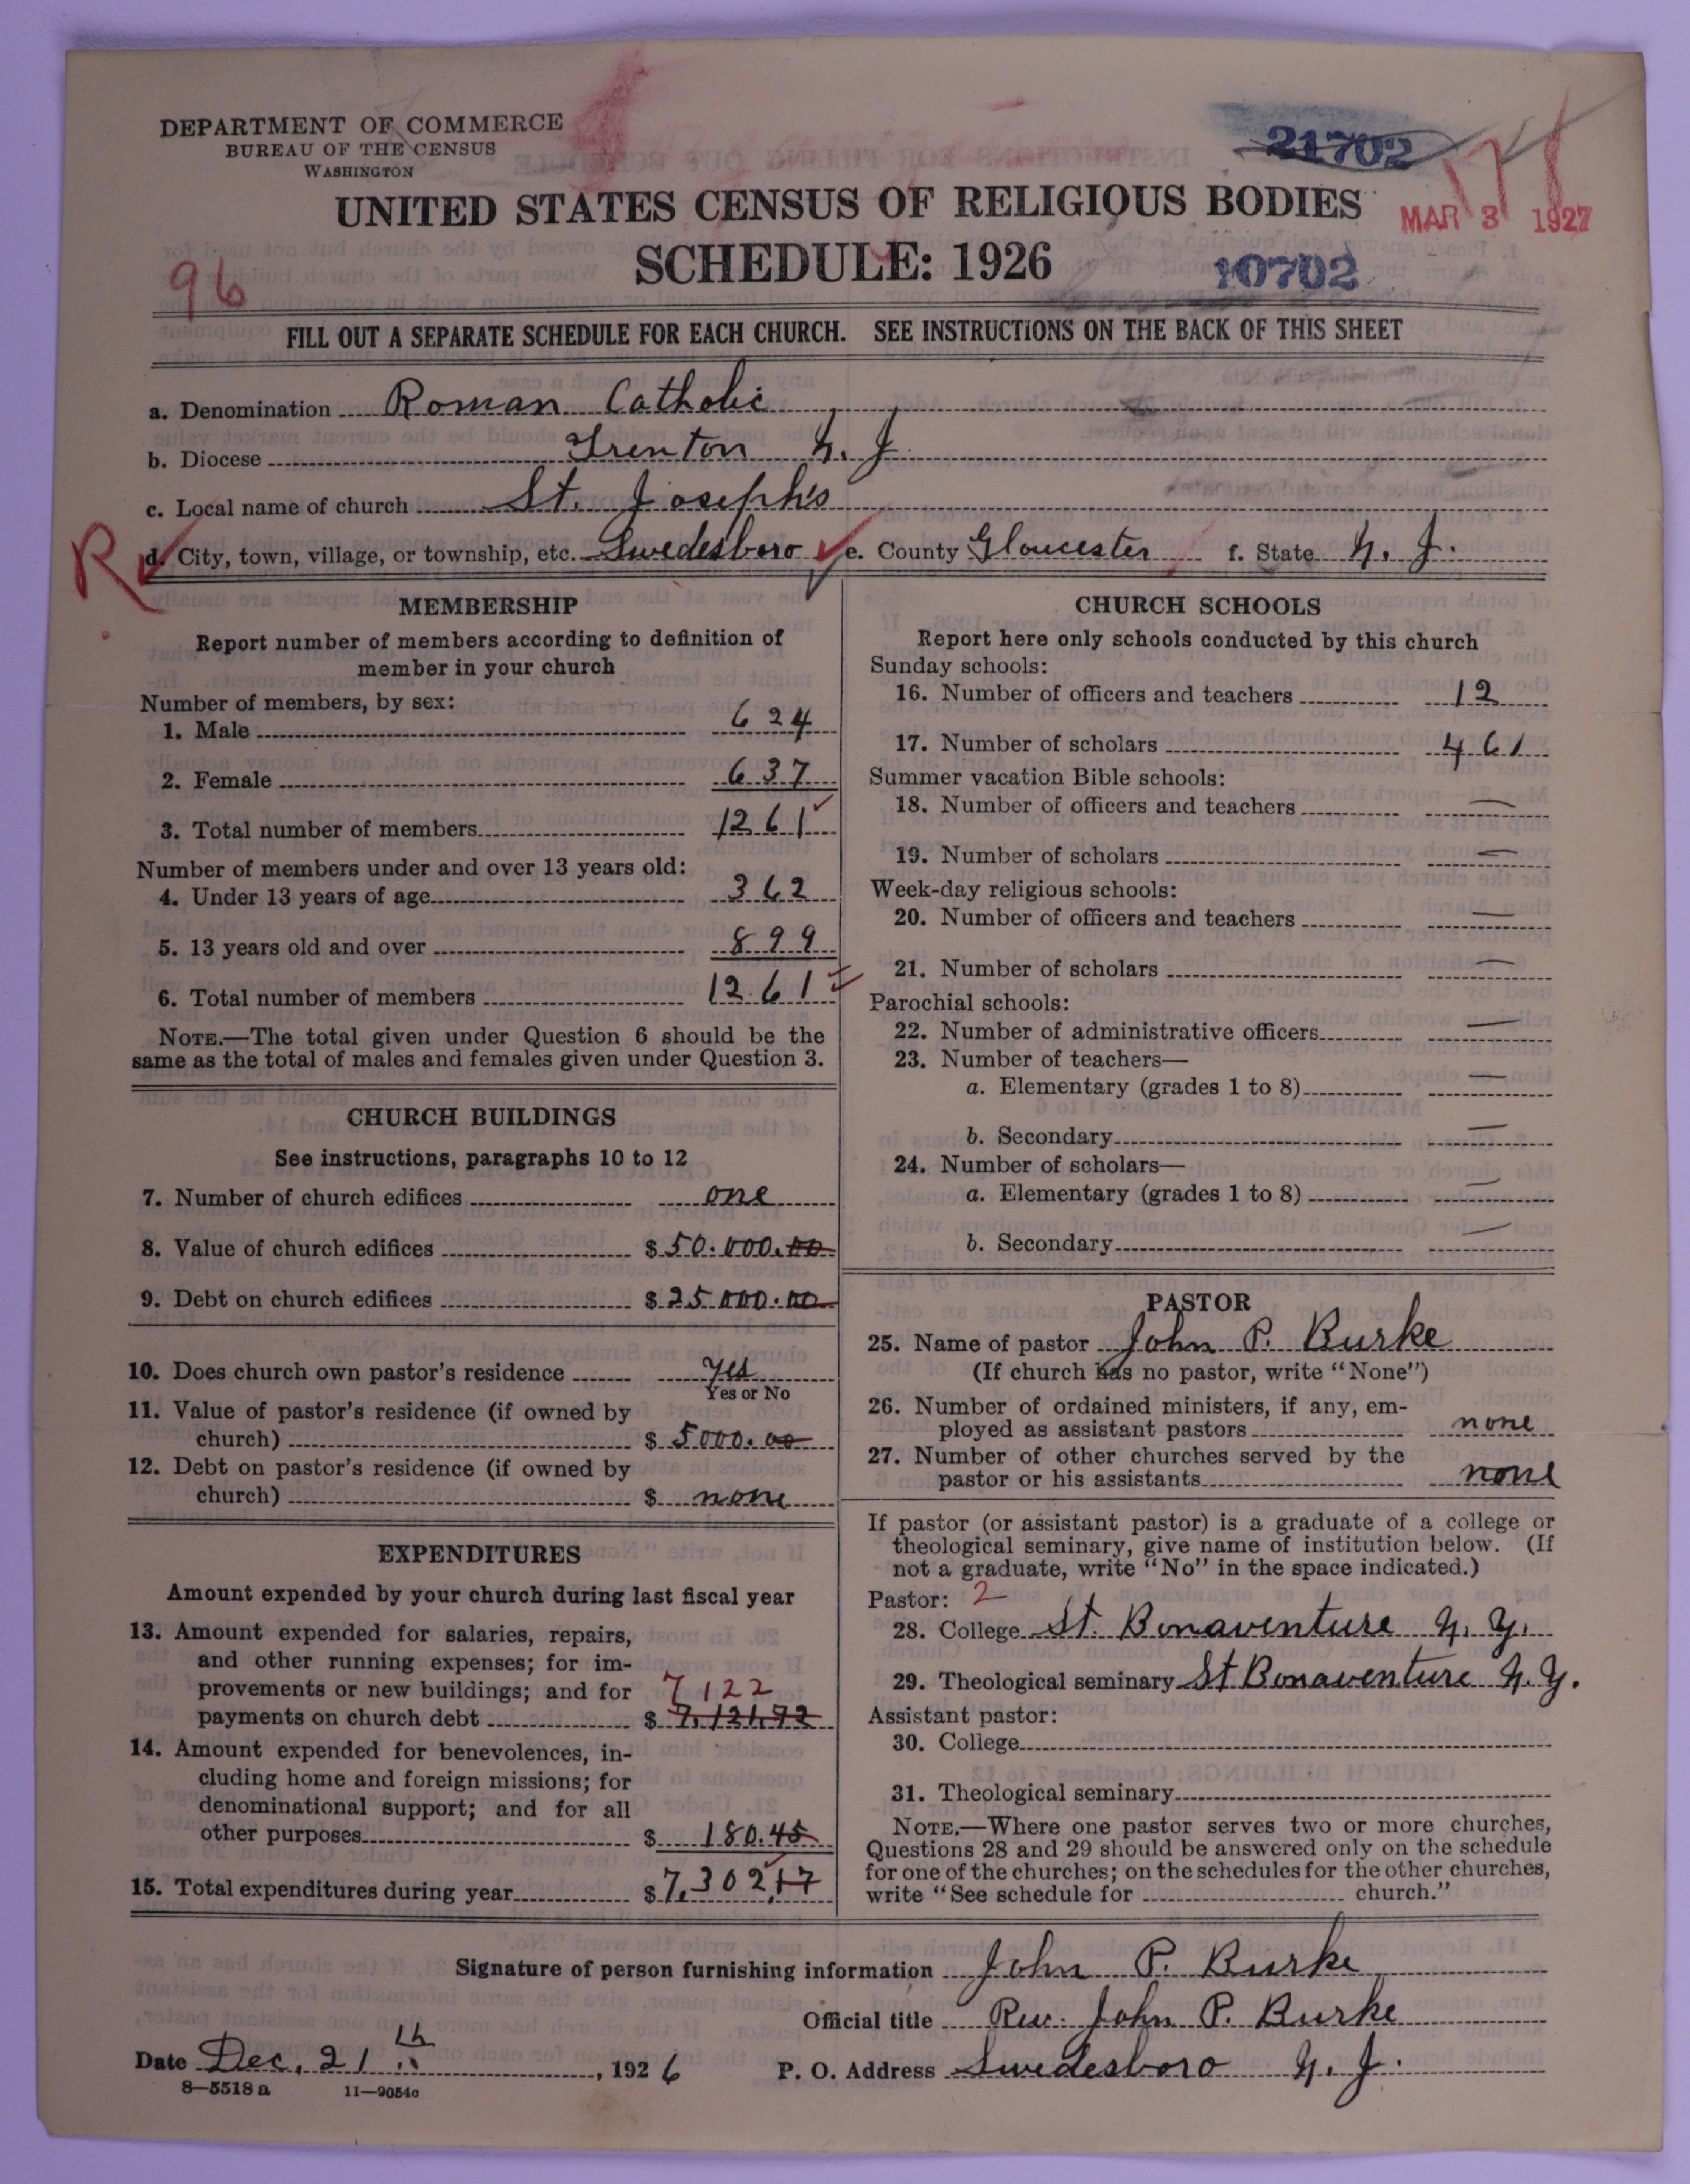 DEPARTMENT OF COMMERCE
BUREAU OF THE CENSUS
WASHINGTON
21702
UNITED STATES CENSUS OF RELIGIOUS BODIES
MAR 3 1927
SCHEDULE: 1926
96
10702
FILL OUT A SEPARATE SCHEDULE FOR EACH CHURCH. SEE INSTRUCTIONS ON THE BACK OF THIS SHEET
a. Denomination Roman Catholic
b. Diocese Trenton N. J.
c. Local name of church St. Joseph's
R
d. City, town, village, or township, etc. Swedesboro e. County Gloucester f. State N. J.
MEMBERSHIP
Report number of members according to definition of
member in your church
Number of members, by sex:
1. Male 624
2. Female 637
3. Total number of members 1261
Number of members under and over 13 years old:
4. Under 13 years of age 362
5. 13 years old and over 899
6. Total number of members 1261
NOTE.—The total given under Question 6 should be the
same as the total of males and females given under Question 3.
CHURCH BUILDINGS
See instructions, paragraphs 10 to 12
7. Number of church edifices one
8. Value of church edifices $ 50.000.00
9. Debt on church edifices $ 25.000.00
10. Does church own pastor's residence yes
Yes or No
11. Value of pastor's residence (if owned by
church) $ 5000.00
12. Debt on pastor's residence (if owned by
church) $ none
EXPENDITURES
Amount expended by your church during last fiscal year
13. Amount expended for salaries, repairs,
and other running expenses; for im-
provements or new buildings; and for 7122
payments on church debt $ 7,121.72
14. Amount expended for benevolences, in-
cluding home and foreign missions; for
denominational support; and for all
other purposes $ 180.45
15. Total expenditures during year $ 7,302.17
CHURCH SCHOOLS
Report here only schools conducted by this church
Sunday schools:
16. Number of officers and teachers 12
17. Number of scholars 461
Summer vacation Bible schools:
18. Number of officers and teachers —
19. Number of scholars —
Week-day religious schools:
20. Number of officers and teachers —
21. Number of scholars —
Parochial schools:
22. Number of administrative officers —
23. Number of teachers—
a. Elementary (grades 1 to 8) —
b. Secondary —
24. Number of scholars—
a. Elementary (grades 1 to 8) —
b. Secondary —
PASTOR
25. Name of pastor John P. Burke
(If church has no pastor, write "None")
26. Number of ordained ministers, if any, em-
ployed as assistant pastors none
27. Number of other churches served by the
pastor or his assistants none
If pastor (or assistant pastor) is a graduate of a college or
theological seminary, give name of institution below. (If
not a graduate, write "No" in the space indicated.)
Pastor: 2
28. College St. Bonaventure N. Y.
29. Theological seminary St Bonaventure N. Y.
Assistant pastor:
30. College
31. Theological seminary
NOTE.—Where one pastor serves two or more churches,
Questions 28 and 29 should be answered only on the schedule
for one of the churches; on the schedules for the other churches,
write "See schedule for church."
Signature of person furnishing information John P. Burke
Official title Rev. John P. Burke
Date Dec. 21th, 1926 P. O. Address Swedesboro N. J.
8—5518 a 11—9054c